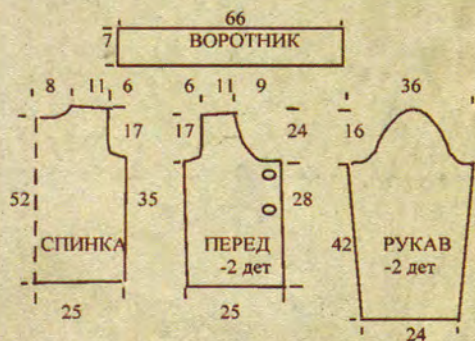 66
7 ВОРОТНИК
8 11 6 6 11 9 36
17 17 24 16
52 35 28
СПИНКА ПЕРЕД 42 РУКАВ
-2 дет -2 дет
25 25 24